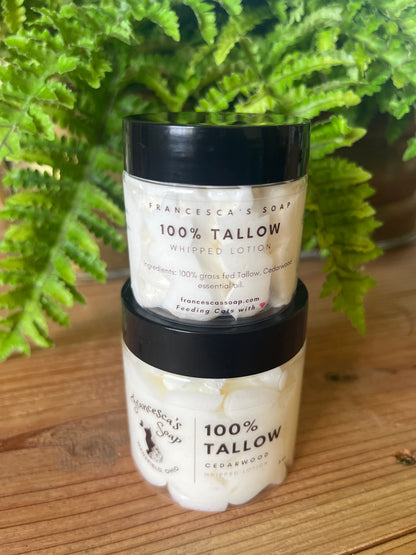 FRANCESCA'S SOAP
100% TALLOW
WHIPPED LOTION
Ingredients: 100% grass fed Tallow, Cedarwood
essential oil.
francescassoap.com
Feeding Cats with ❤
Francesca's
Soap
100%
TALLOW
CEDARWOOD
WHIPPED LOTION